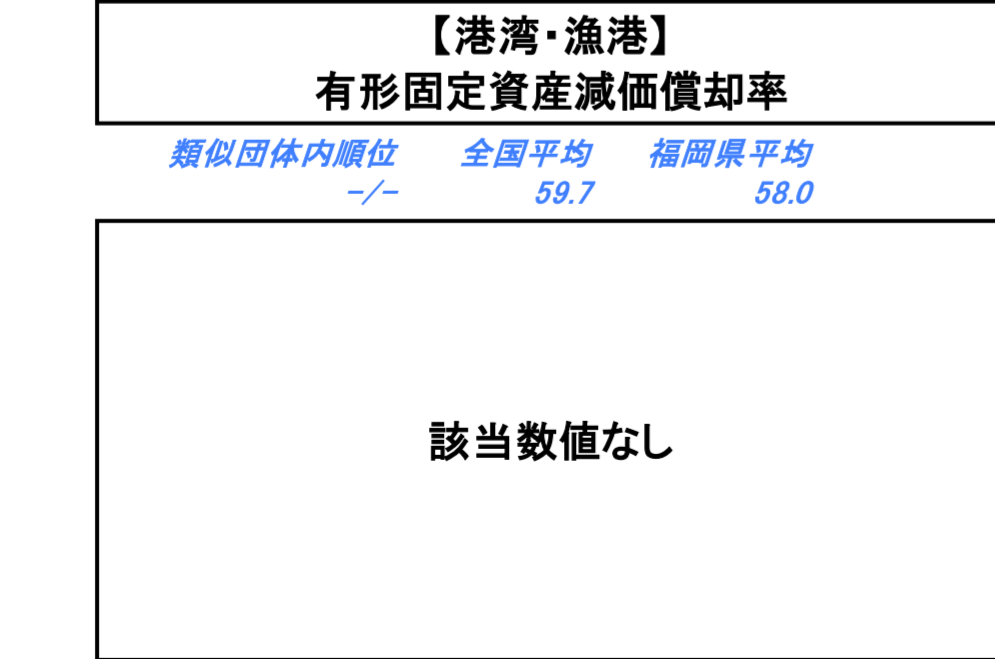 【港湾・漁港】
有形固定資産減価償却率
類似団体内順位 全国平均 福岡県平均
-/- 59.7 58.0
該当数値なし